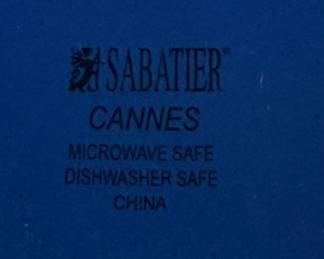 SABATIER®
CANNES
MICROWAVE SAFE
DISHWASHER SAFE
CHINA